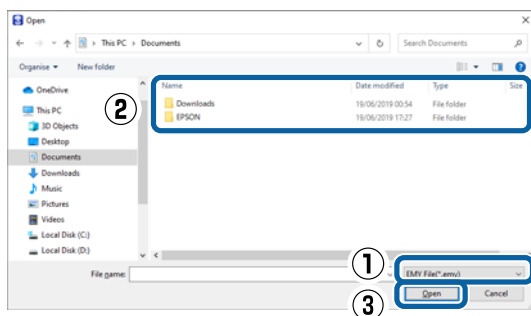 Open
This PC > Documents
Search Documents
Organise
New folder
Name
Date modified
Type
Size
OneDrive
This PC
3D Objects
Desktop
Documents
Downloads
Music
Pictures
Videos
Local Disk (C:)
Local Disk (D:)
②
Downloads
19/06/2019 00:54
File folder
EPSON
19/06/2019 17:27
File folder
①
File name:
EMY File(*.emy)
③
Open
Cancel